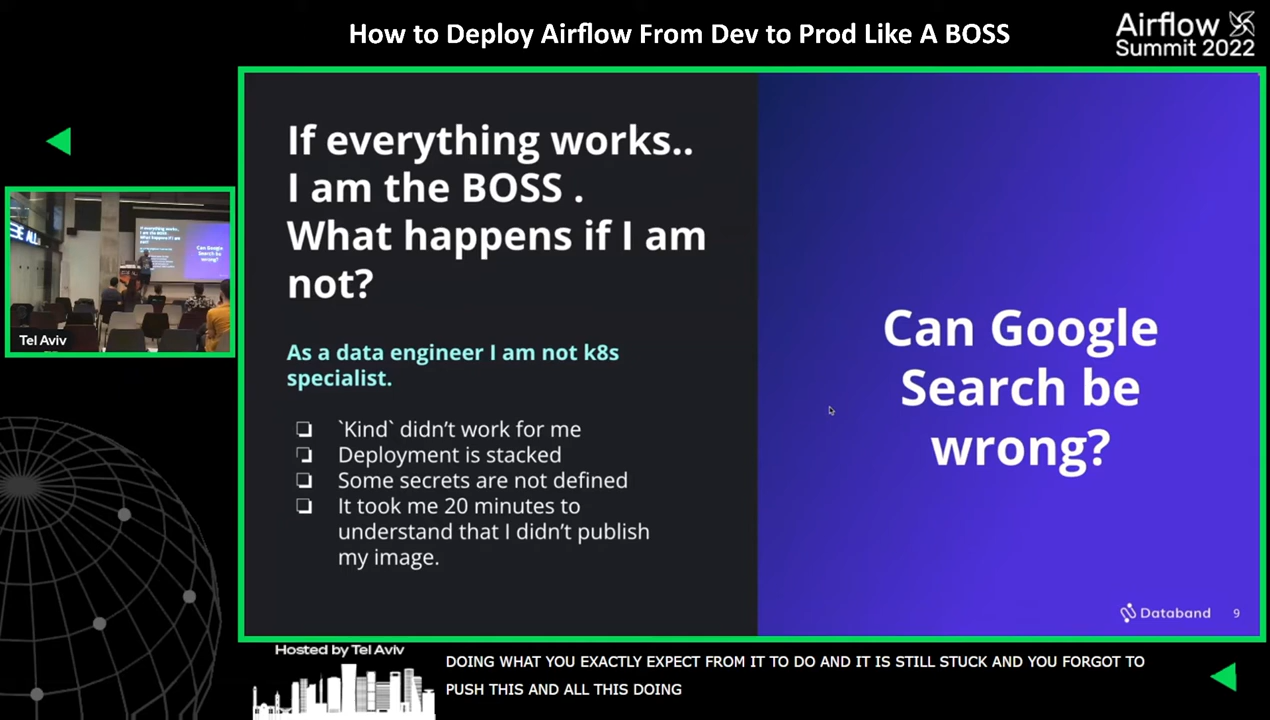 How to Deploy Airflow From Dev to Prod Like A BOSS
Airflow
Summit 2022
If everything works..
I am the BOSS .
What happens if I am
not?
As a data engineer I am not k8s
specialist.
❏ `Kind` didn’t work for me
❏ Deployment is stacked
❏ Some secrets are not defined
❏ It took me 20 minutes to
understand that I didn’t publish
my image.
Can Google
Search be
wrong?
Databand 9
Tel Aviv
Hosted by Tel Aviv
DOING WHAT YOU EXACTLY EXPECT FROM IT TO DO AND IT IS STILL STUCK AND YOU FORGOT TO
PUSH THIS AND ALL THIS DOING